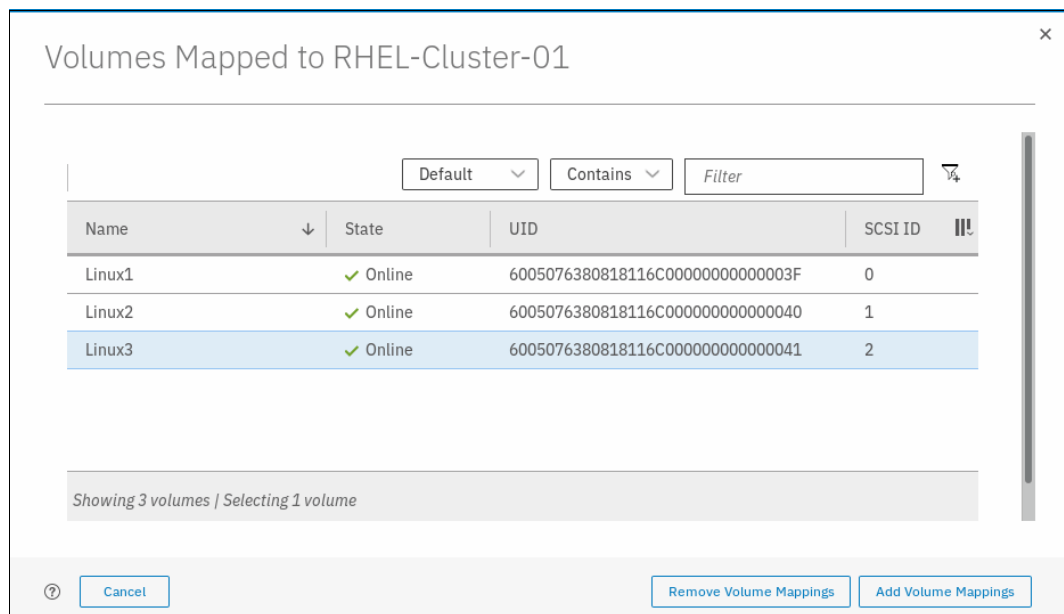 Volumes Mapped to RHEL-Cluster-01
Default Contains Filter
Name State UID SCSI ID
Linux1 Online 6005076380818116C00000000000003F 0
Linux2 Online 6005076380818116C000000000000040 1
Linux3 Online 6005076380818116C000000000000041 2
Showing 3 volumes | Selecting 1 volume
Cancel Remove Volume Mappings Add Volume Mappings